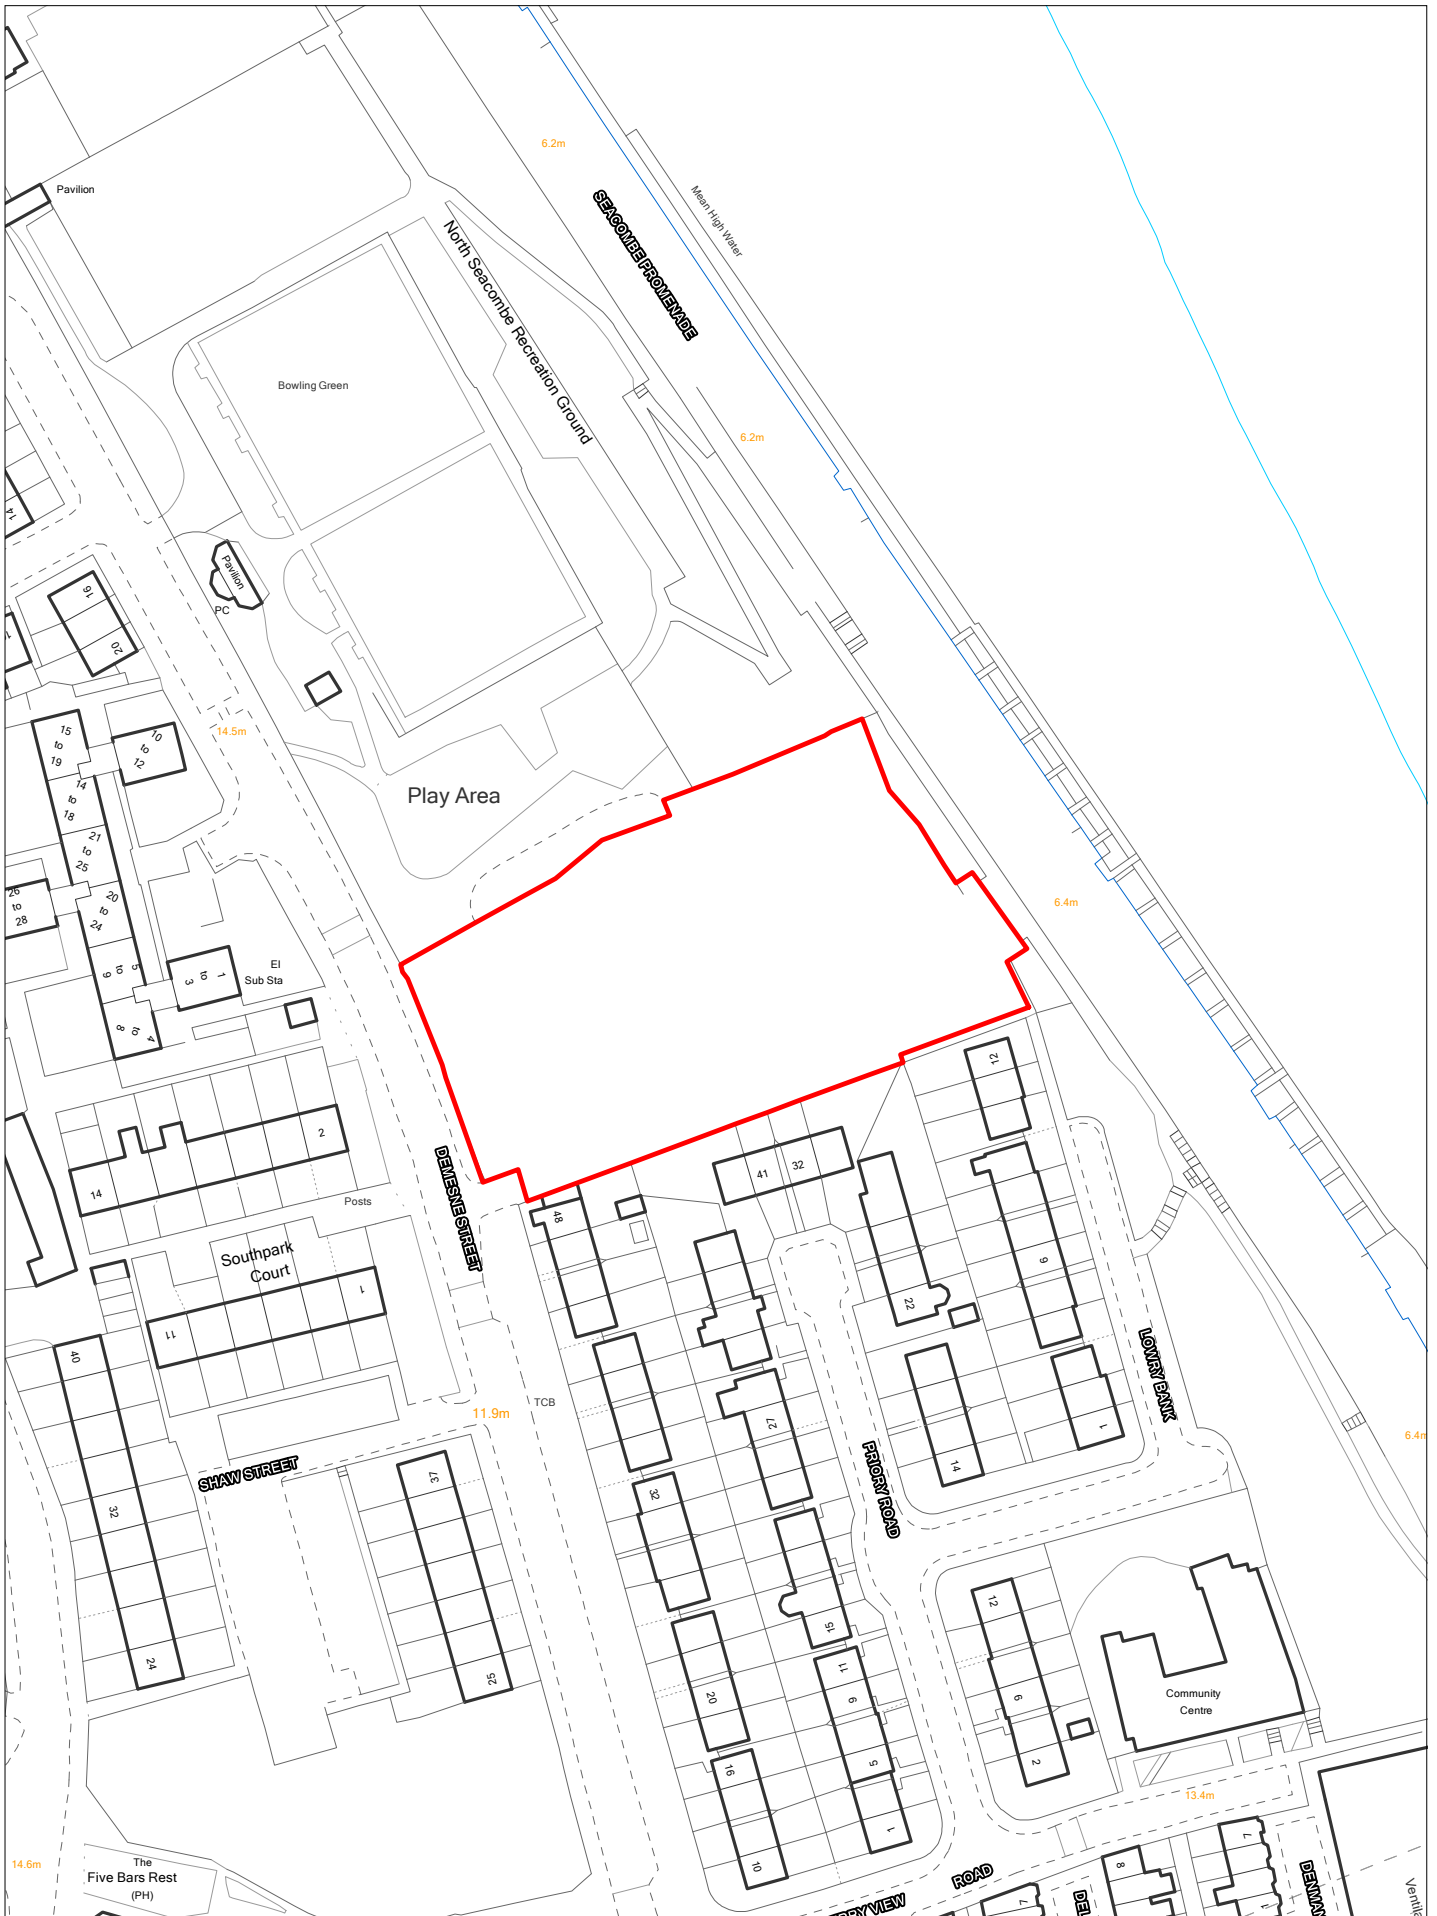 6.2m
Pavilion
SEACOMBE PROMENADE
Mean High Water
North Seacombe Recreation Ground
Bowling Green
6.2m
14
Pavilion
PC
16
20
14.5m
15
to
19
10
to
12
14
to
18
Play Area
21
to
25
26
to
28
20
to
24
6.4m
5
to
9
1
to
3
El
Sub Sta
4
to
8
12
2
14
DEMESNE STREET
Posts
41
32
48
Southpark
Court
1
11
9
22
40
LOWRY BANK
TCB
11.9m
27
1
6.4m
SHAW STREET
37
14
PRIORY ROAD
32
32
12
15
24
25
11
20
9
6
Community
Centre
5
2
16
13.4m
1
10
14.6m
The
Five Bars Rest
(PH)
ROAD
8
7
7